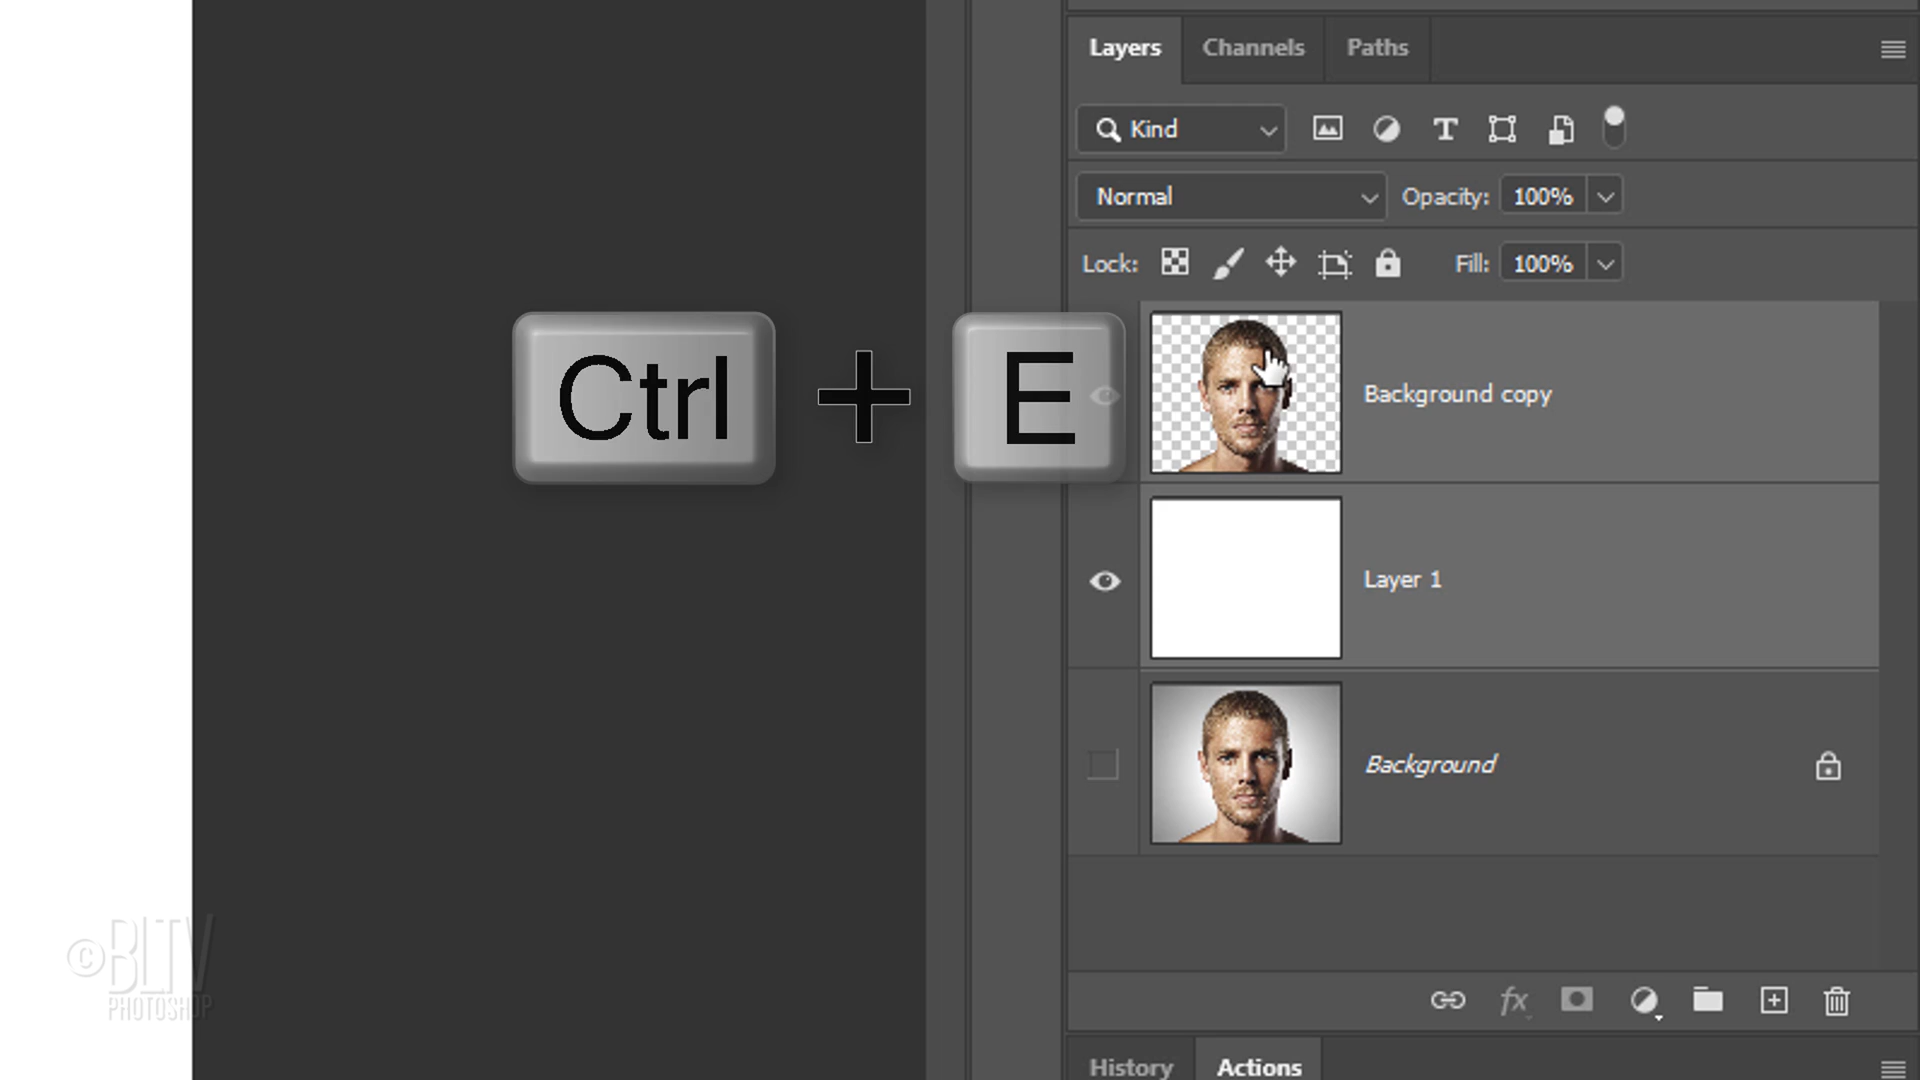 Layers Channels Paths
Kind
Normal Opacity: 100%
Lock: Fill: 100%
Ctrl + E
Background copy
Layer 1
Background
fx
History Actions
©BLTV
PHOTOSHOP